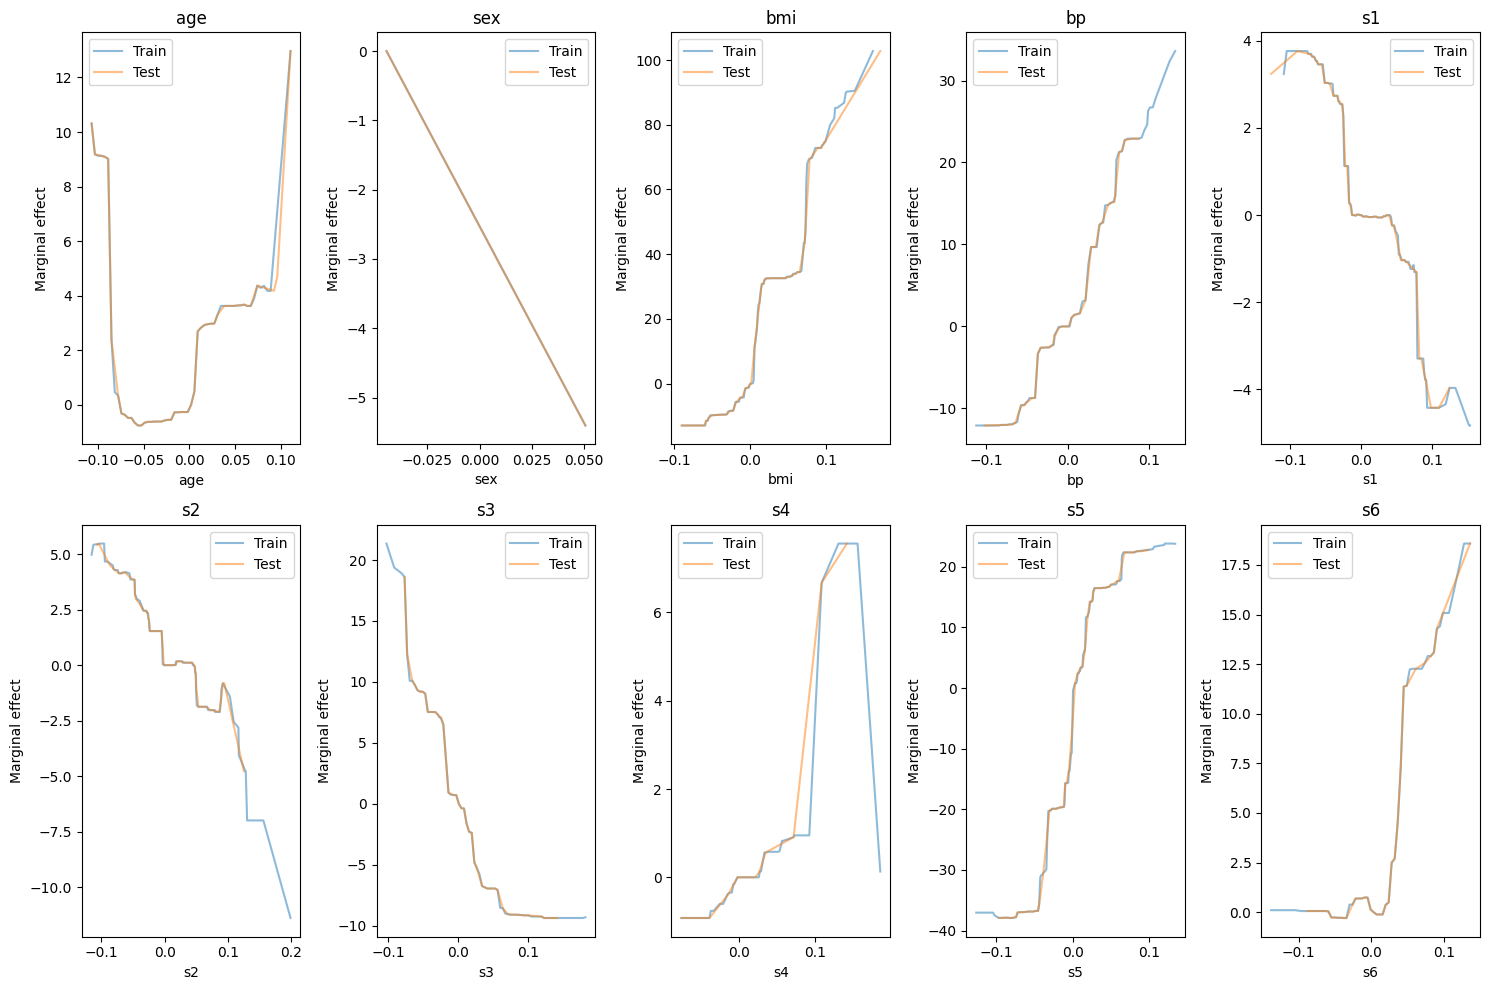 age
Train
Test
12
10
8
6
4
2
0
Marginal effect
−0.10 −0.05 0.00 0.05 0.10
age
sex
Train
Test
0
−1
−2
−3
−4
−5
Marginal effect
−0.025 0.000 0.025 0.050
sex
bmi
Train
Test
100
80
60
40
20
0
Marginal effect
−0.1 0.0 0.1
bmi
bp
Train
Test
30
20
10
0
−10
Marginal effect
−0.1 0.0 0.1
bp
s1
Train
Test
4
2
0
−2
−4
Marginal effect
−0.1 0.0 0.1
s1
s2
Train
Test
5.0
2.5
0.0
−2.5
−5.0
−7.5
−10.0
Marginal effect
−0.1 0.0 0.1 0.2
s2
s3
Train
Test
20
15
10
5
0
−5
−10
Marginal effect
−0.1 0.0 0.1
s3
s4
Train
Test
6
4
2
0
Marginal effect
0.0 0.1
s4
s5
Train
Test
20
10
0
−10
−20
−30
−40
Marginal effect
−0.1 0.0 0.1
s5
s6
Train
Test
17.5
15.0
12.5
10.0
7.5
5.0
2.5
0.0
Marginal effect
−0.1 0.0 0.1
s6